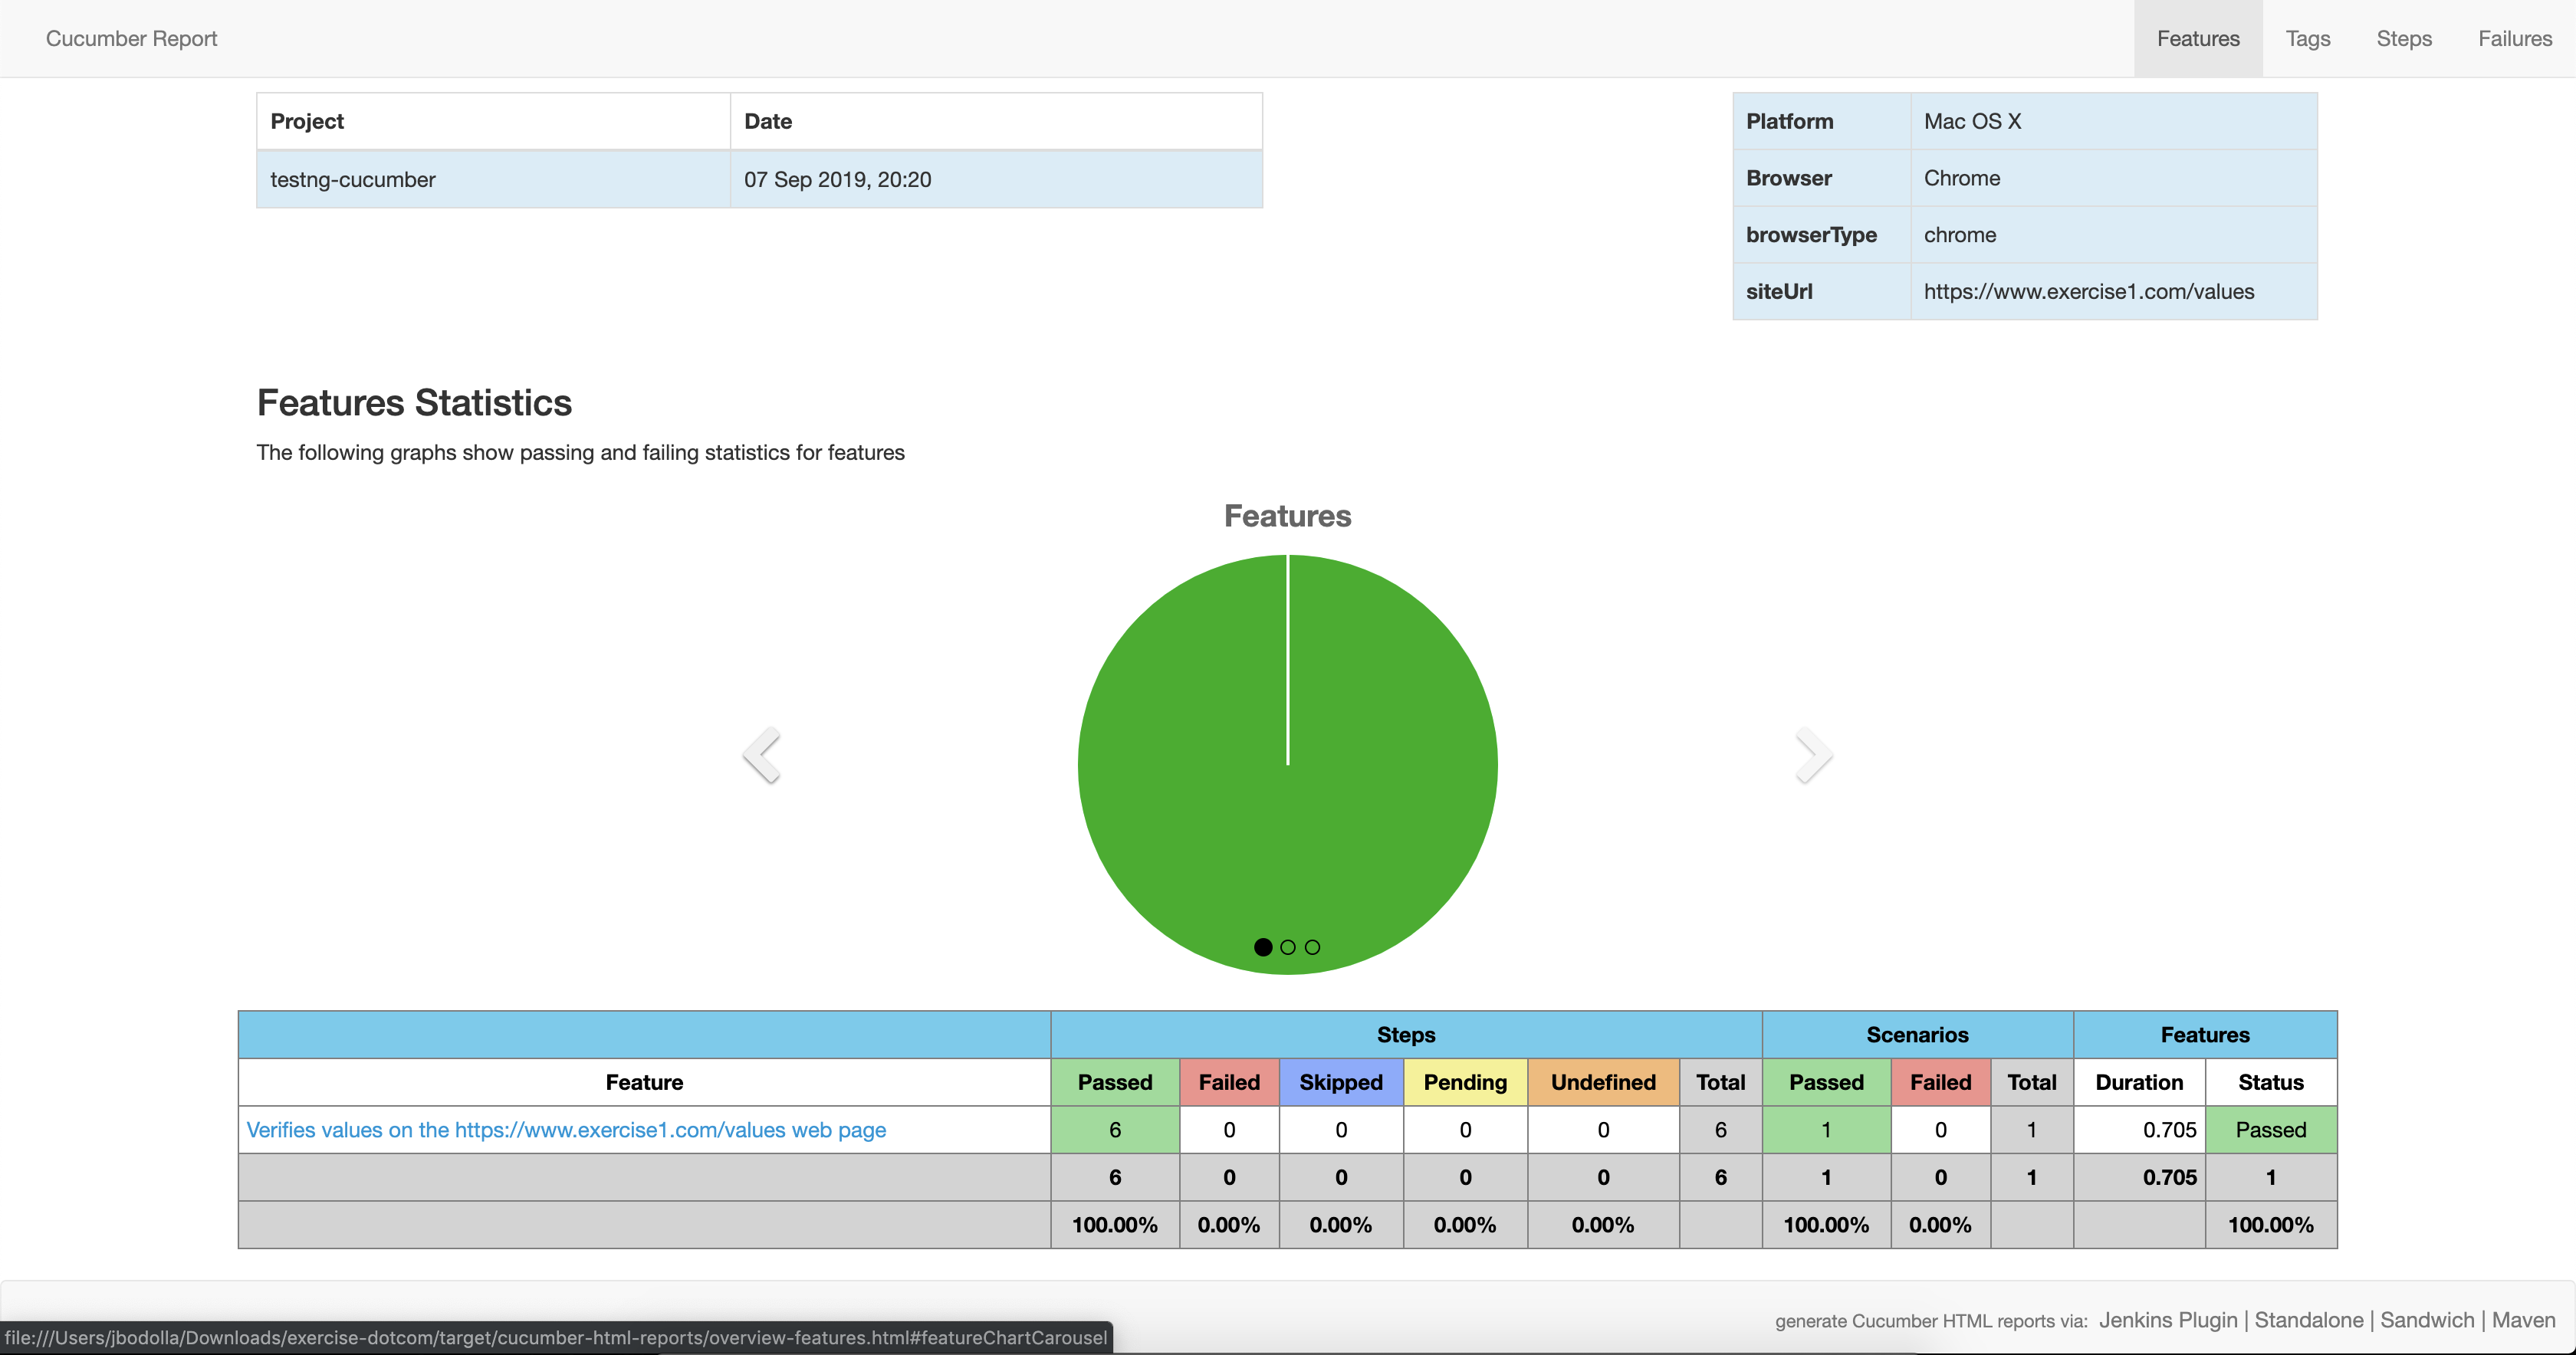 Cucumber Report Features Tags Steps Failures
Project Date
testng-cucumber 07 Sep 2019, 20:20
Platform Mac OS X
Browser Chrome
browserType chrome
siteUrl https://www.exercise1.com/values
Features Statistics
The following graphs show passing and failing statistics for features
Features
Steps Scenarios Features
Feature Passed Failed Skipped Pending Undefined Total Passed Failed Total Duration Status
Verifies values on the https://www.exercise1.com/values web page 6 0 0 0 0 6 1 0 1 0.705 Passed
6 0 0 0 0 6 1 0 1 0.705 1
100.00% 0.00% 0.00% 0.00% 0.00% 100.00% 0.00% 100.00%
generate Cucumber HTML reports via: Jenkins Plugin | Standalone | Sandwich | Maven
file:///Users/jbodolla/Downloads/exercise-dotcom/target/cucumber-html-reports/overview-features.html#featureChartCarousel